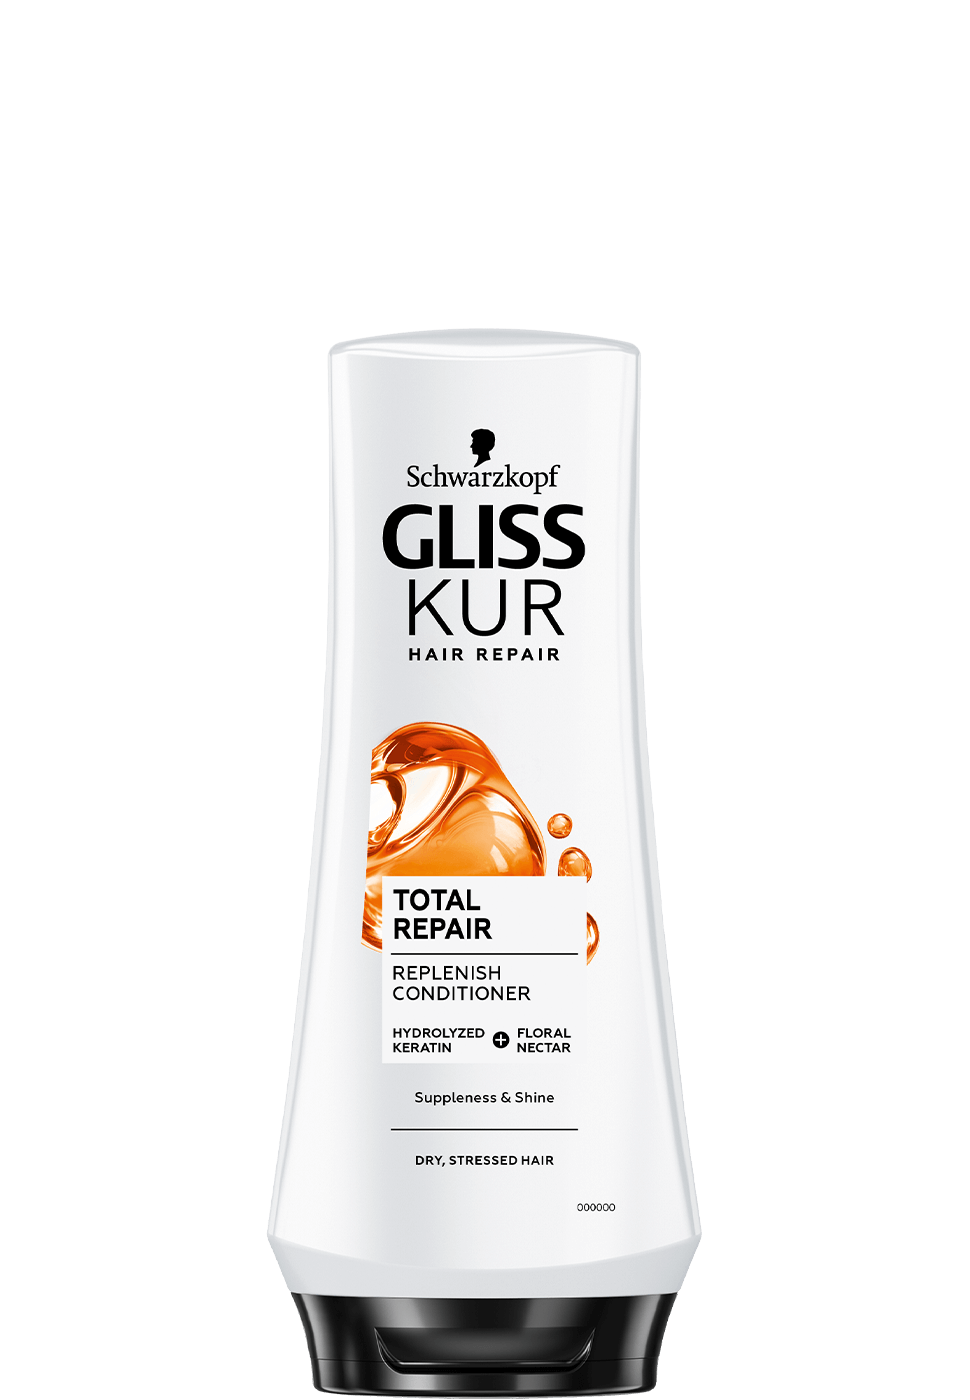 Schwarzkopf
GLISS
KUR
HAIR REPAIR
TOTAL
REPAIR
REPLENISH
CONDITIONER
HYDROLYZED
KERATIN
+
FLORAL
NECTAR
Suppleness & Shine
DRY, STRESSED HAIR
000000